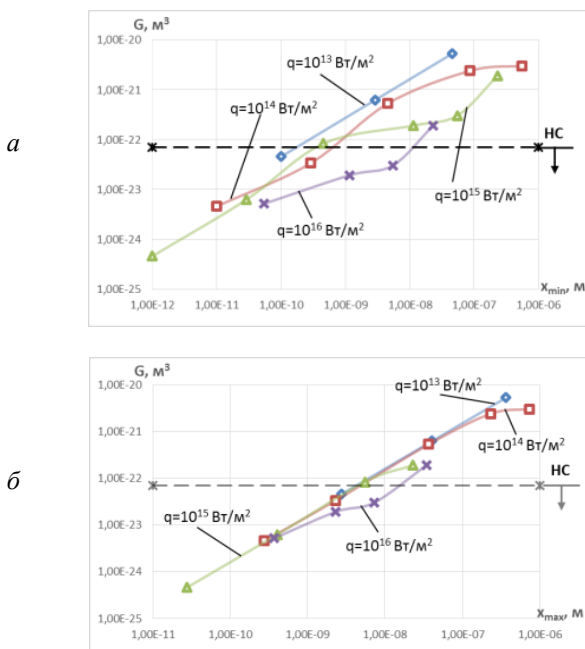 а
G, м³
1,00E-20
1,00E-21
1,00E-22
1,00E-23
1,00E-24
1,00E-25
q=10¹³ Вт/м²
q=10¹⁴ Вт/м²
q=10¹⁵ Вт/м²
q=10¹⁶ Вт/м²
НС
1,00E-12 1,00E-11 1,00E-10 1,00E-09 1,00E-08 1,00E-07 1,00E-06
xmin, м
б
G, м³
1,00E-20
1,00E-21
1,00E-22
1,00E-23
1,00E-24
1,00E-25
q=10¹³ Вт/м²
q=10¹⁴ Вт/м²
q=10¹⁵ Вт/м²
q=10¹⁶ Вт/м²
НС
1,00E-11 1,00E-10 1,00E-09 1,00E-08 1,00E-07 1,00E-06
xmax, м